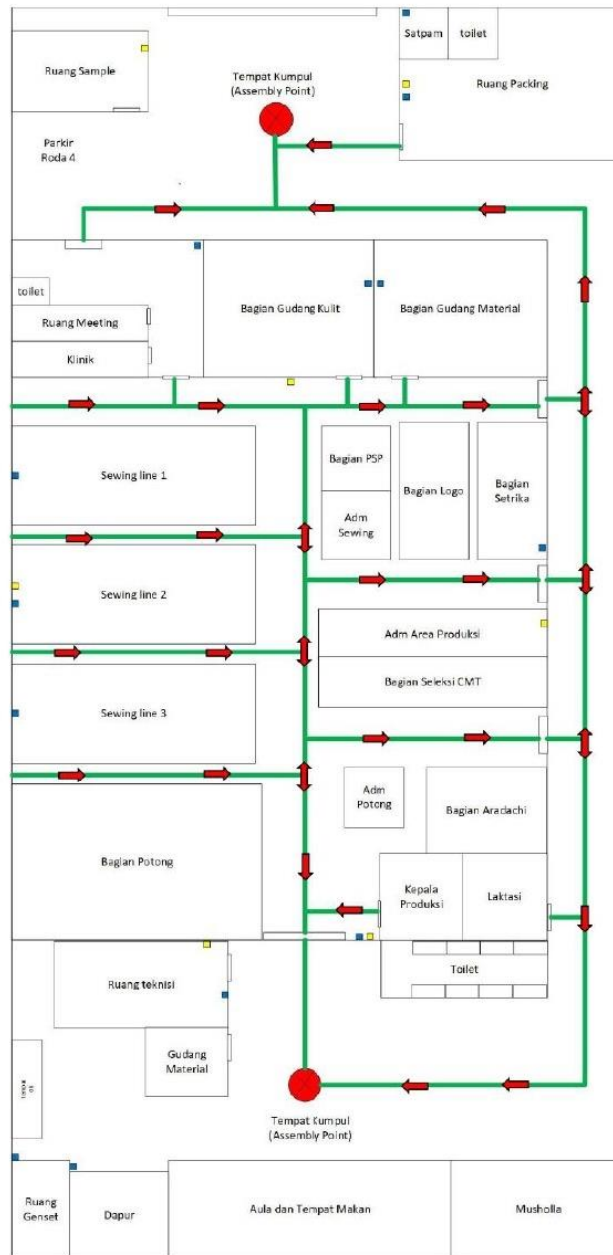 Satpam
toilet
Ruang Sample
Tempat Kumpul
(Assembly Point)
Ruang Packing
Parkir
Roda 4
toilet
Ruang Meeting
Klinik
Bagian Gudang Kulit
Bagian Gudang Material
Sewing line 1
Bagian PSP
Adm
Sewing
Bagian Logo
Bagian
Setrika
Sewing line 2
Adm Area Produksi
Bagian Seleksi CMT
Sewing line 3
Adm
Potong
Bagian Aradachi
Bagian Potong
Kepala
Produksi
Laktasi
Toilet
Ruang teknisi
Gudang
Material
Tempat Kumpul
(Assembly Point)
Ruang
Genset
Dapur
Aula dan Tempat Makan
Musholla